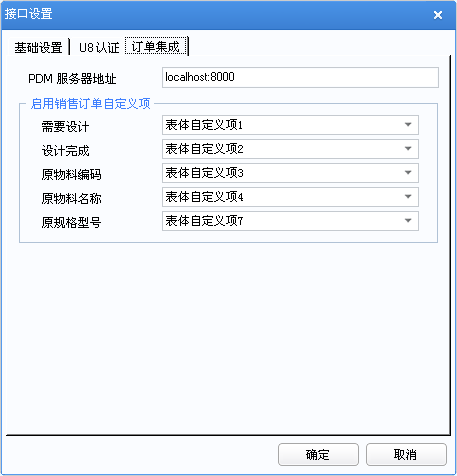 接口设置
基础设置 U8认证 订单集成
PDM 服务器地址 localhost:8000
启用销售订单自定义项
需要设计 表体自定义项1
设计完成 表体自定义项2
原物料编码 表体自定义项3
原物料名称 表体自定义项4
原规格型号 表体自定义项7
确定 取消